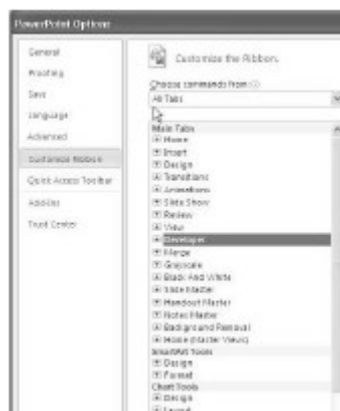 PowerPoint Options
General
Proofing
Save
Language
Advanced
Customize Ribbon
Quick Access Toolbar
Add-Ins
Trust Center
Customize the Ribbon.
Choose commands from:
All Tabs
Main Tabs
Home
Insert
Design
Transitions
Animations
Slide Show
Review
View
Developer
Merge
Grayscale
Black And White
Slide Master
Handout Master
Notes Master
Background Removal
Home (Master Views)
SmartArt Tools
Design
Format
Chart Tools
Design
Layout